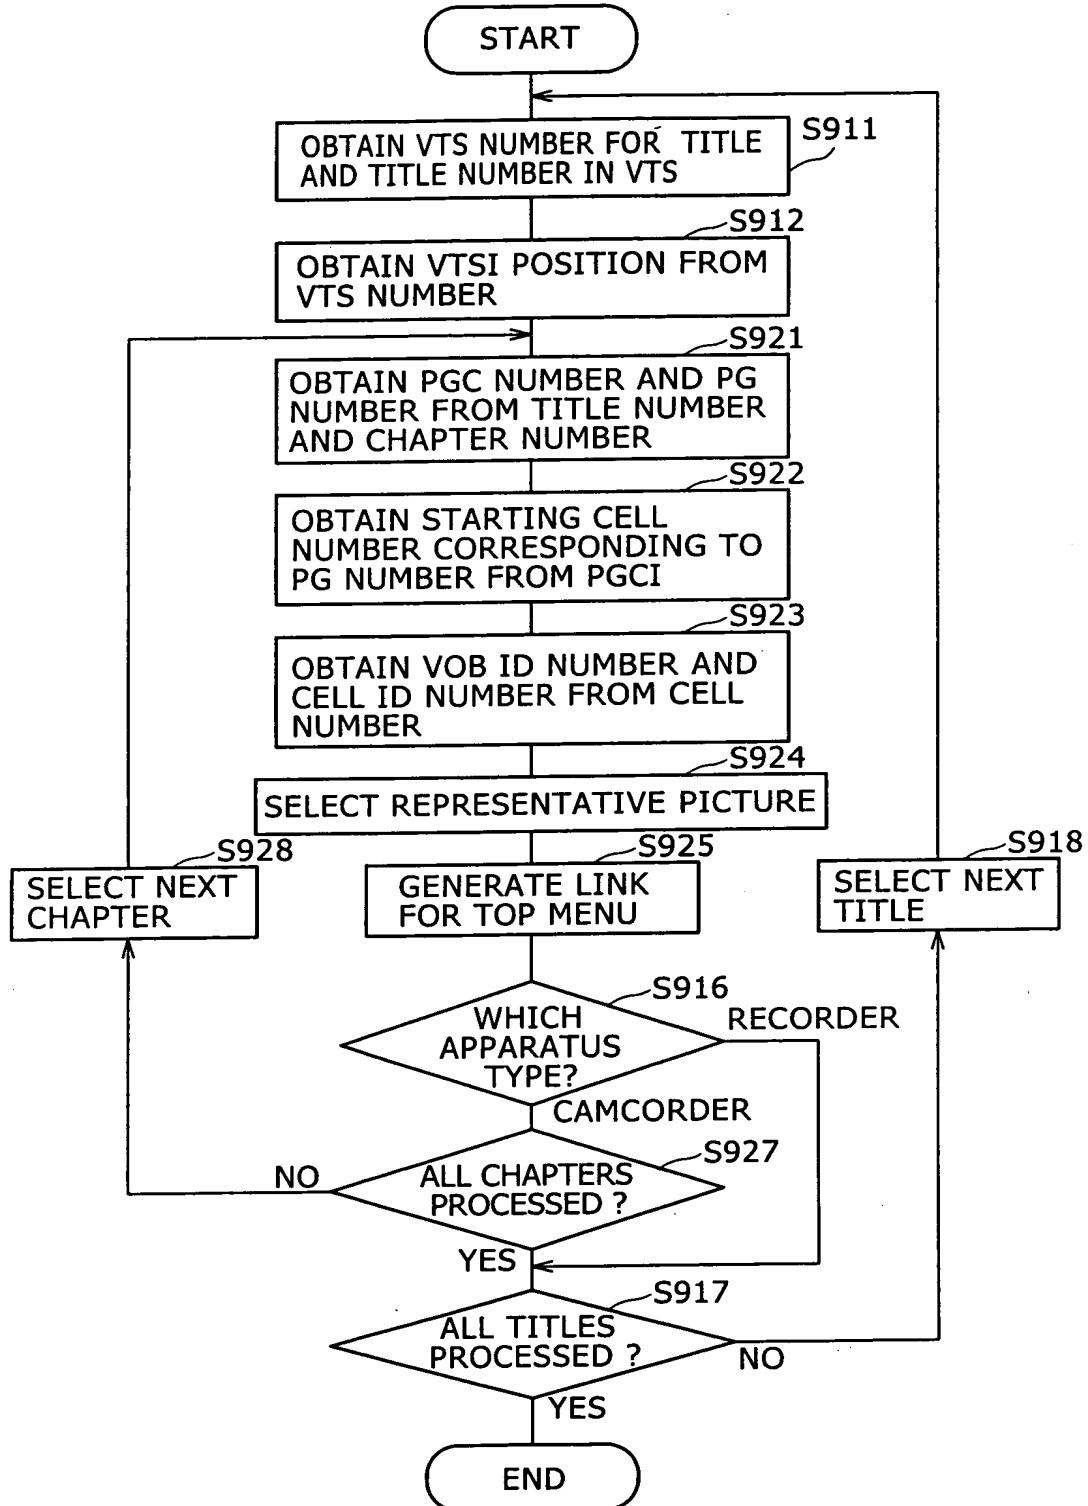 START
OBTAIN VTS NUMBER FOR TITLE
AND TITLE NUMBER IN VTS
S911
S912
OBTAIN VTSI POSITION FROM
VTS NUMBER
S921
OBTAIN PGC NUMBER AND PG
NUMBER FROM TITLE NUMBER
AND CHAPTER NUMBER
S922
OBTAIN STARTING CELL
NUMBER CORRESPONDING TO
PG NUMBER FROM PGCI
S923
OBTAIN VOB ID NUMBER AND
CELL ID NUMBER FROM CELL
NUMBER
S924
SELECT REPRESENTATIVE PICTURE
S928
SELECT NEXT
CHAPTER
S925
GENERATE LINK
FOR TOP MENU
S918
SELECT NEXT
TITLE
S916
WHICH
APPARATUS
TYPE?
RECORDER
CAMCORDER
S927
ALL CHAPTERS
PROCESSED ?
NO
YES
S917
ALL TITLES
PROCESSED ?
NO
YES
END